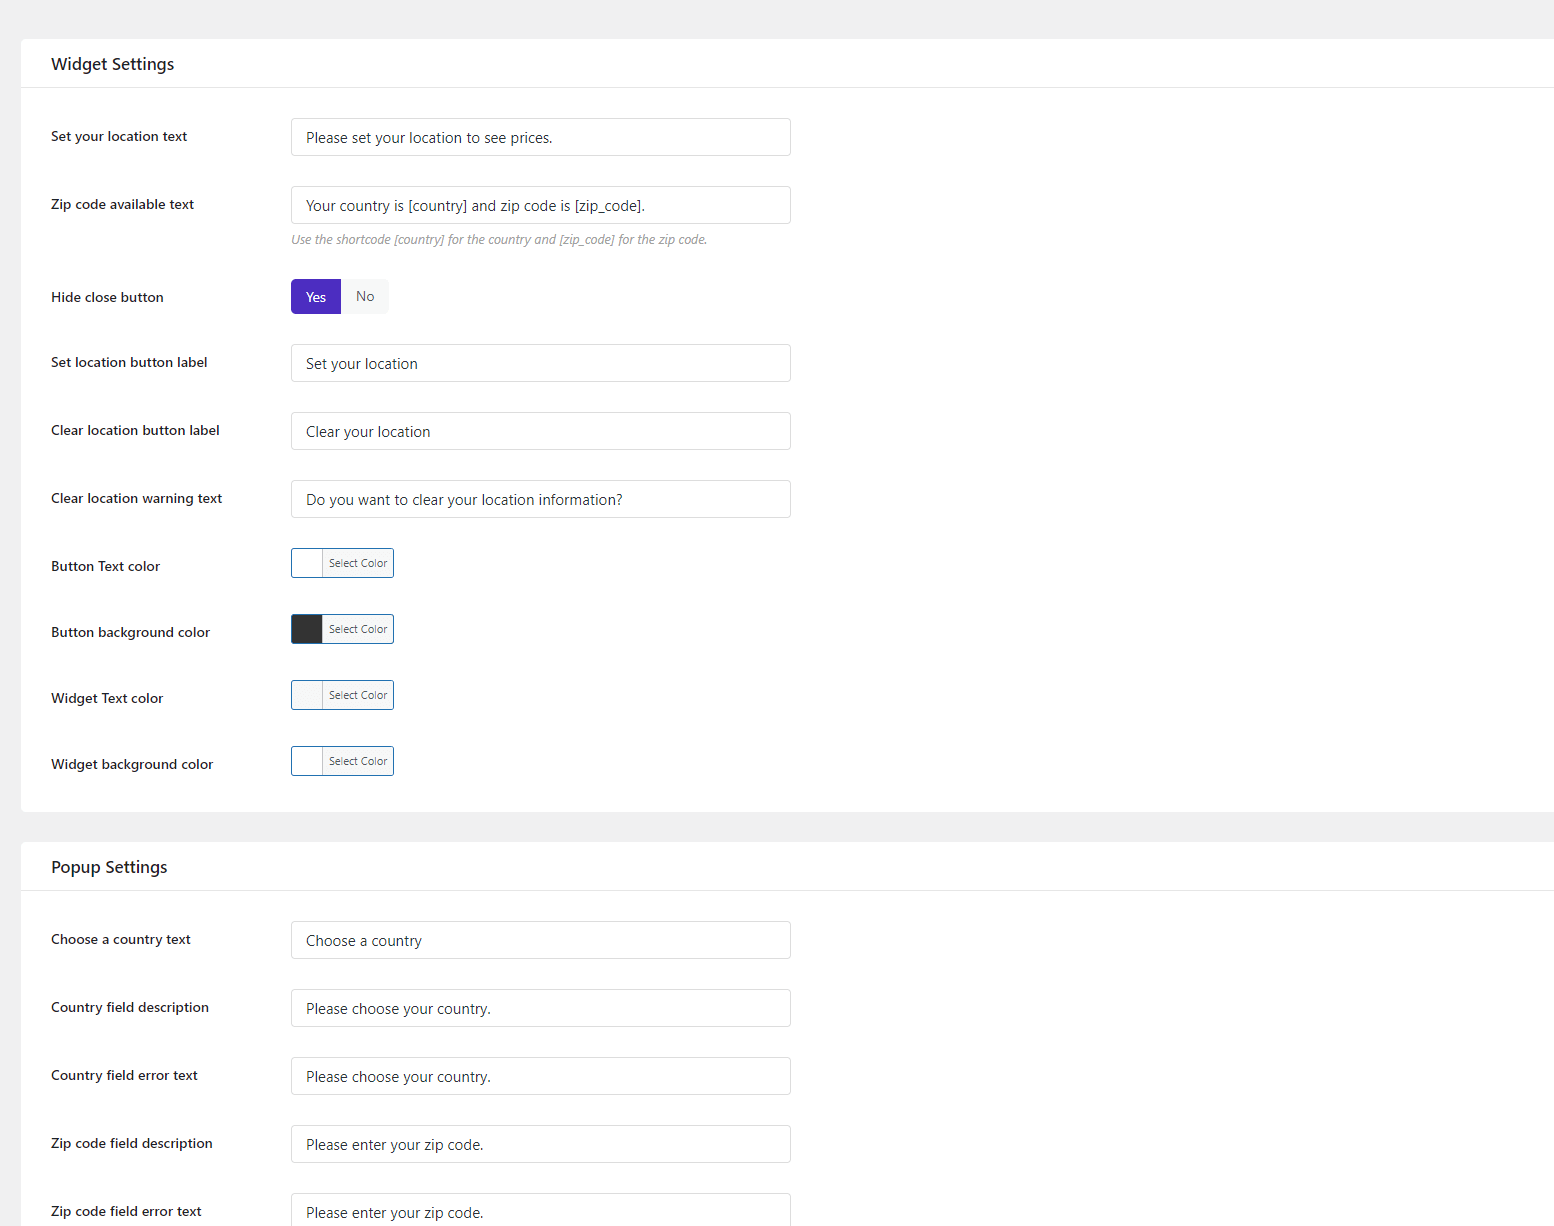 Widget Settings
Set your location text
Please set your location to see prices.
Zip code available text
Your country is [country] and zip code is [zip_code].
Use the shortcode [country] for the country and [zip_code] for the zip code.
Hide close button
Yes No
Set location button label
Set your location
Clear location button label
Clear your location
Clear location warning text
Do you want to clear your location information?
Button Text color
Select Color
Button background color
Select Color
Widget Text color
Select Color
Widget background color
Select Color
Popup Settings
Choose a country text
Choose a country
Country field description
Please choose your country.
Country field error text
Please choose your country.
Zip code field description
Please enter your zip code.
Zip code field error text
Please enter your zip code.